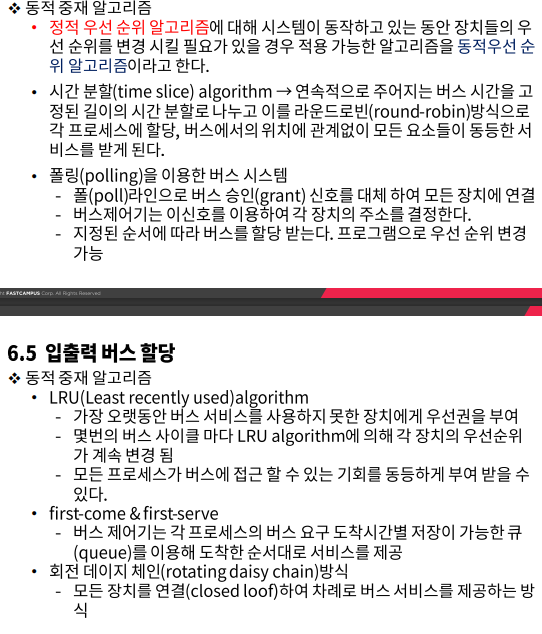 ❖ 동적 중재 알고리즘
• 정적 우선 순위 알고리즘에 대해 시스템이 동작하고 있는 동안 장치들의 우
선 순위를 변경 시킬 필요가 있을 경우 적용 가능한 알고리즘을 동적우선 순
위 알고리즘이라고 한다.
• 시간 분할(time slice) algorithm → 연속적으로 주어지는 버스 시간을 고
정된 길이의 시간 분할로 나누고 이를 라운드로빈(round-robin)방식으로
각 프로세스에 할당, 버스에서의 위치에 관계없이 모든 요소들이 동등한 서
비스를 받게 된다.
• 폴링(polling)을 이용한 버스 시스템
- 폴(poll)라인으로 버스 승인(grant) 신호를 대체 하여 모든 장치에 연결
- 버스제어기는 이신호를 이용하여 각 장치의 주소를 결정한다.
- 지정된 순서에 따라 버스를 할당 받는다. 프로그램으로 우선 순위 변경
가능
FASTCAMPUS Corp. All Rights Reserved.
6.5 입출력 버스 할당
❖ 동적 중재 알고리즘
• LRU(Least recently used)algorithm
- 가장 오랫동안 버스 서비스를 사용하지 못한 장치에게 우선권을 부여
- 몇번의 버스 사이클 마다 LRU algorithm에 의해 각 장치의 우선순위
가 계속 변경 됨
- 모든 프로세스가 버스에 접근 할 수 있는 기회를 동등하게 부여 받을 수
있다.
• first-come & first-serve
- 버스 제어기는 각 프로세스의 버스 요구 도착시간별 저장이 가능한 큐
(queue)를 이용해 도착한 순서대로 서비스를 제공
• 회전 데이지 체인(rotating daisy chain)방식
- 모든 장치를 연결(closed loof)하여 차례로 버스 서비스를 제공하는 방
식